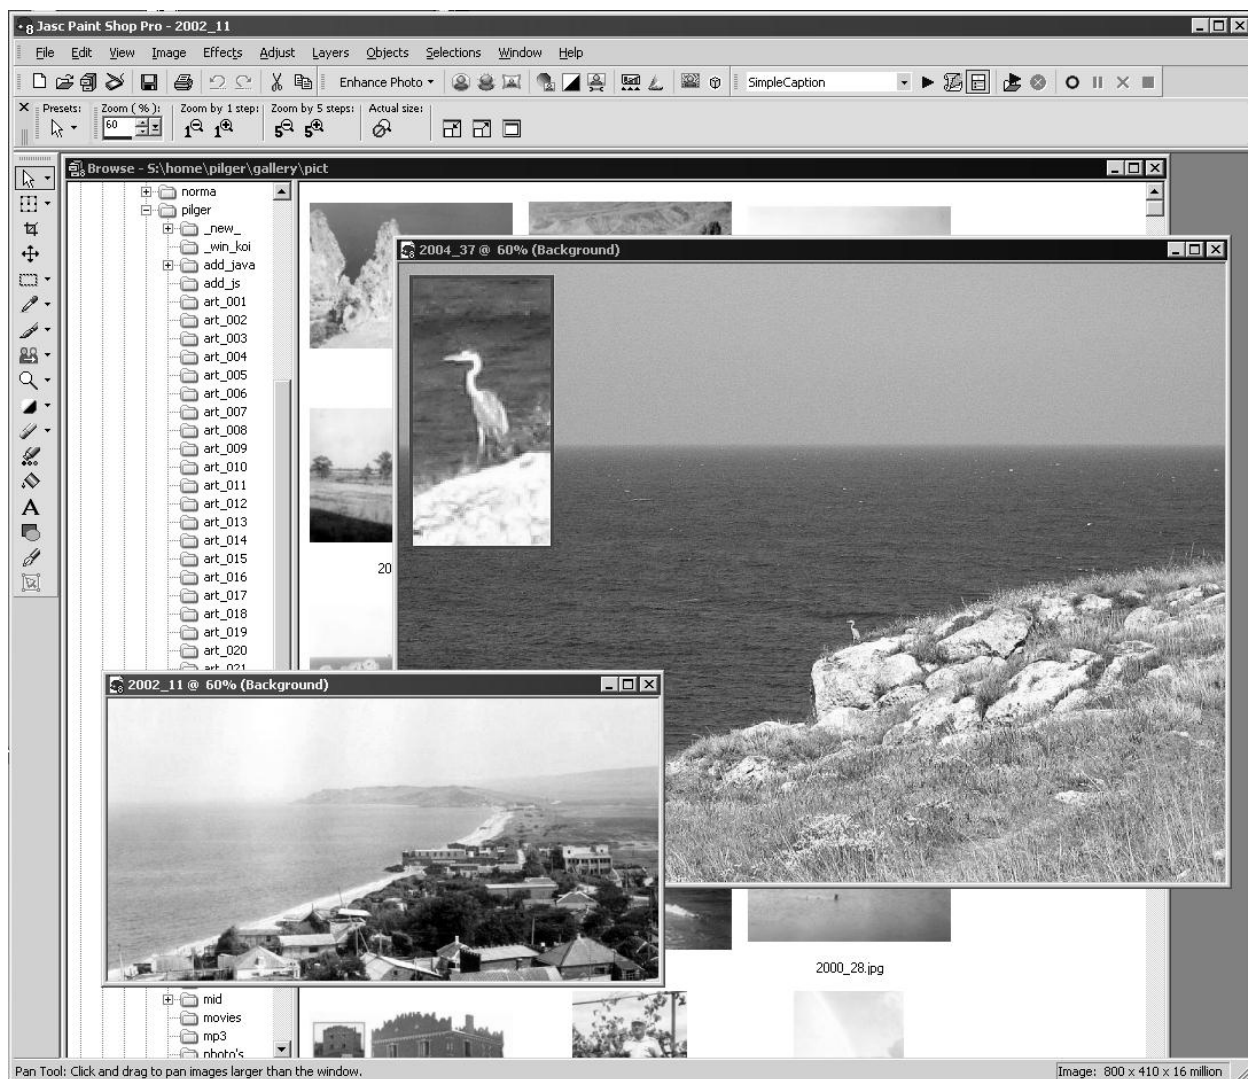 Jasc Paint Shop Pro - 2002_11
File Edit View Image Effects Adjust Layers Objects Selections Window Help
Enhance Photo SimpleCaption
Presets: Zoom ( % ): Zoom by 1 step: Zoom by 5 steps: Actual size:
60
Browse - S:\home\pilger\gallery\pict
norma
pilger
_new_
_win_koi
add_java
add_js
art_001
art_002
art_003
art_004
art_005
art_006
art_007
art_008
art_009
art_010
art_011
art_012
art_013
art_014
art_015
art_016
art_017
art_018
art_019
art_020
art_021
mid
movies
mp3
photo's
2004_37 @ 60% (Background)
20
2002_11 @ 60% (Background)
2000_28.jpg
Pan Tool: Click and drag to pan images larger than the window.
Image: 800 x 410 x 16 million